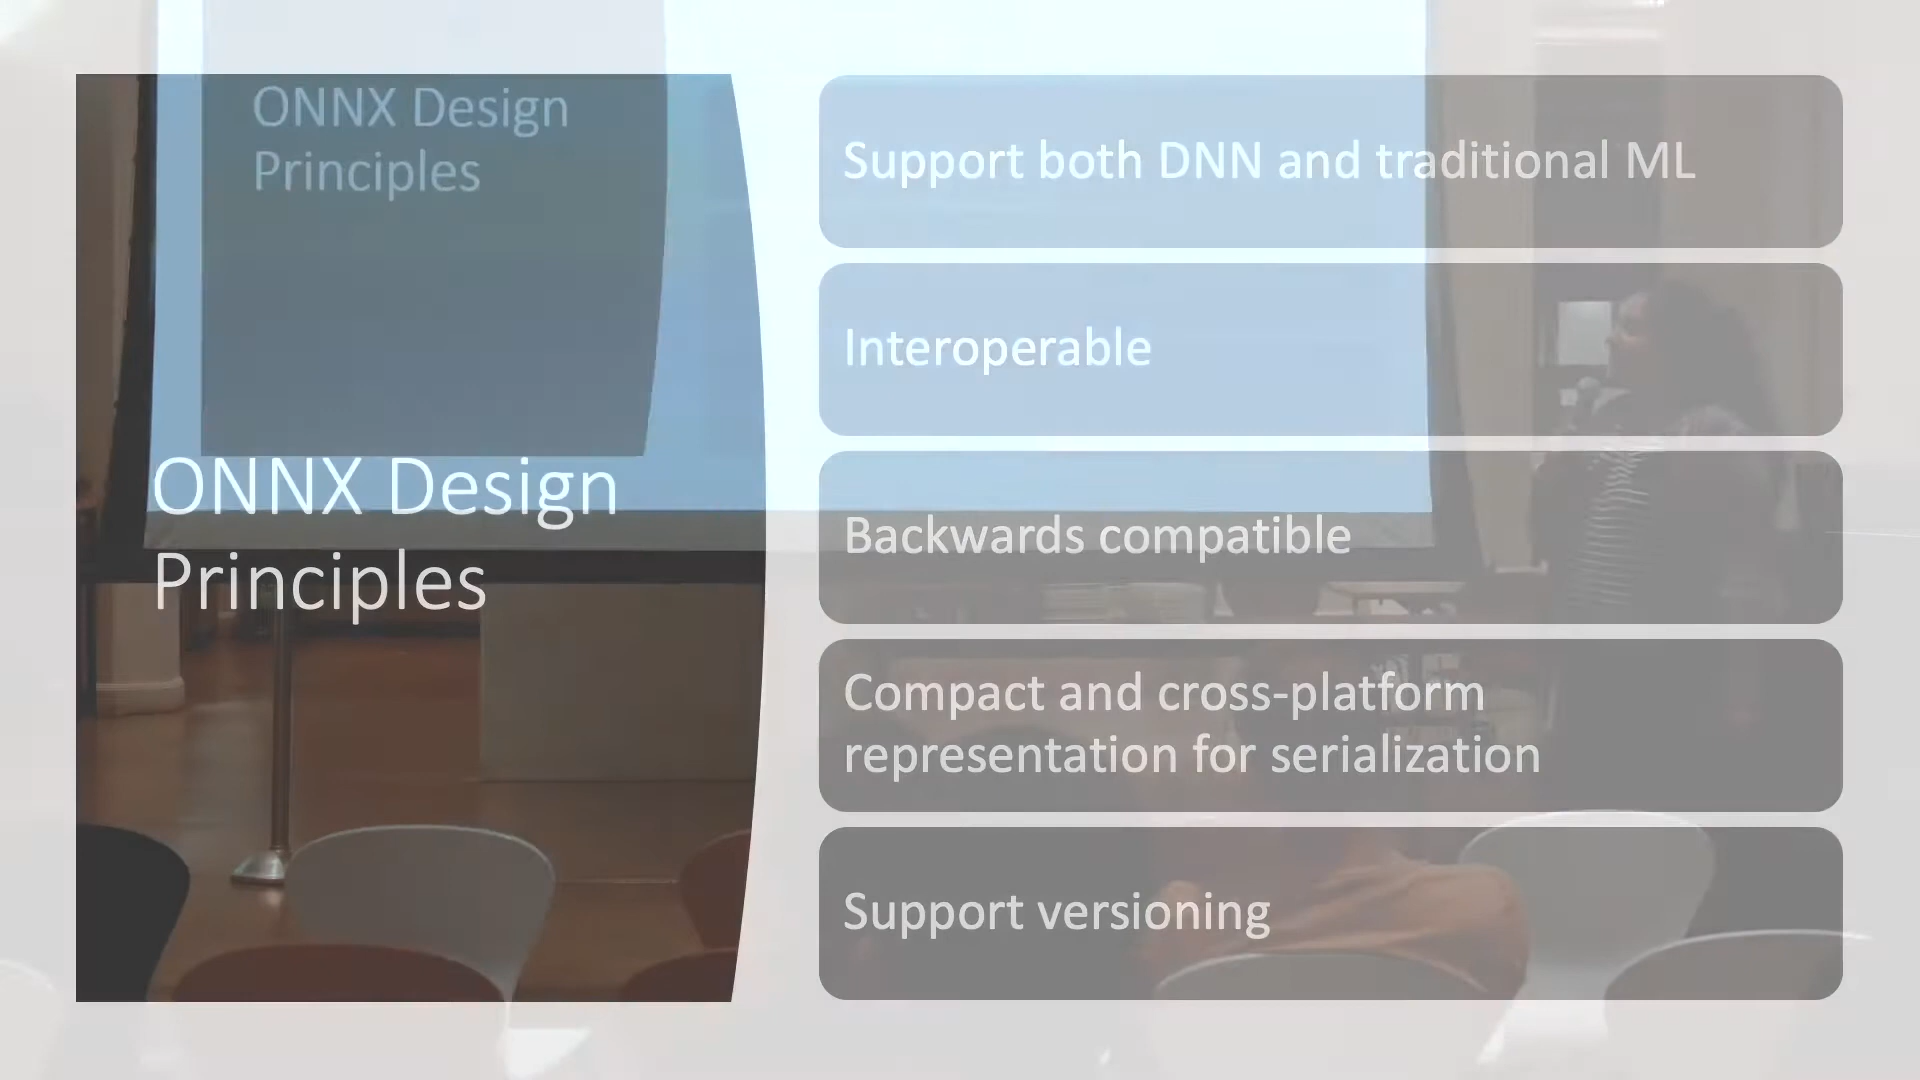 ONNX Design
Principles
ONNX Design
Principles
Support both DNN and traditional ML
Interoperable
Backwards compatible
Compact and cross-platform
representation for serialization
Support versioning